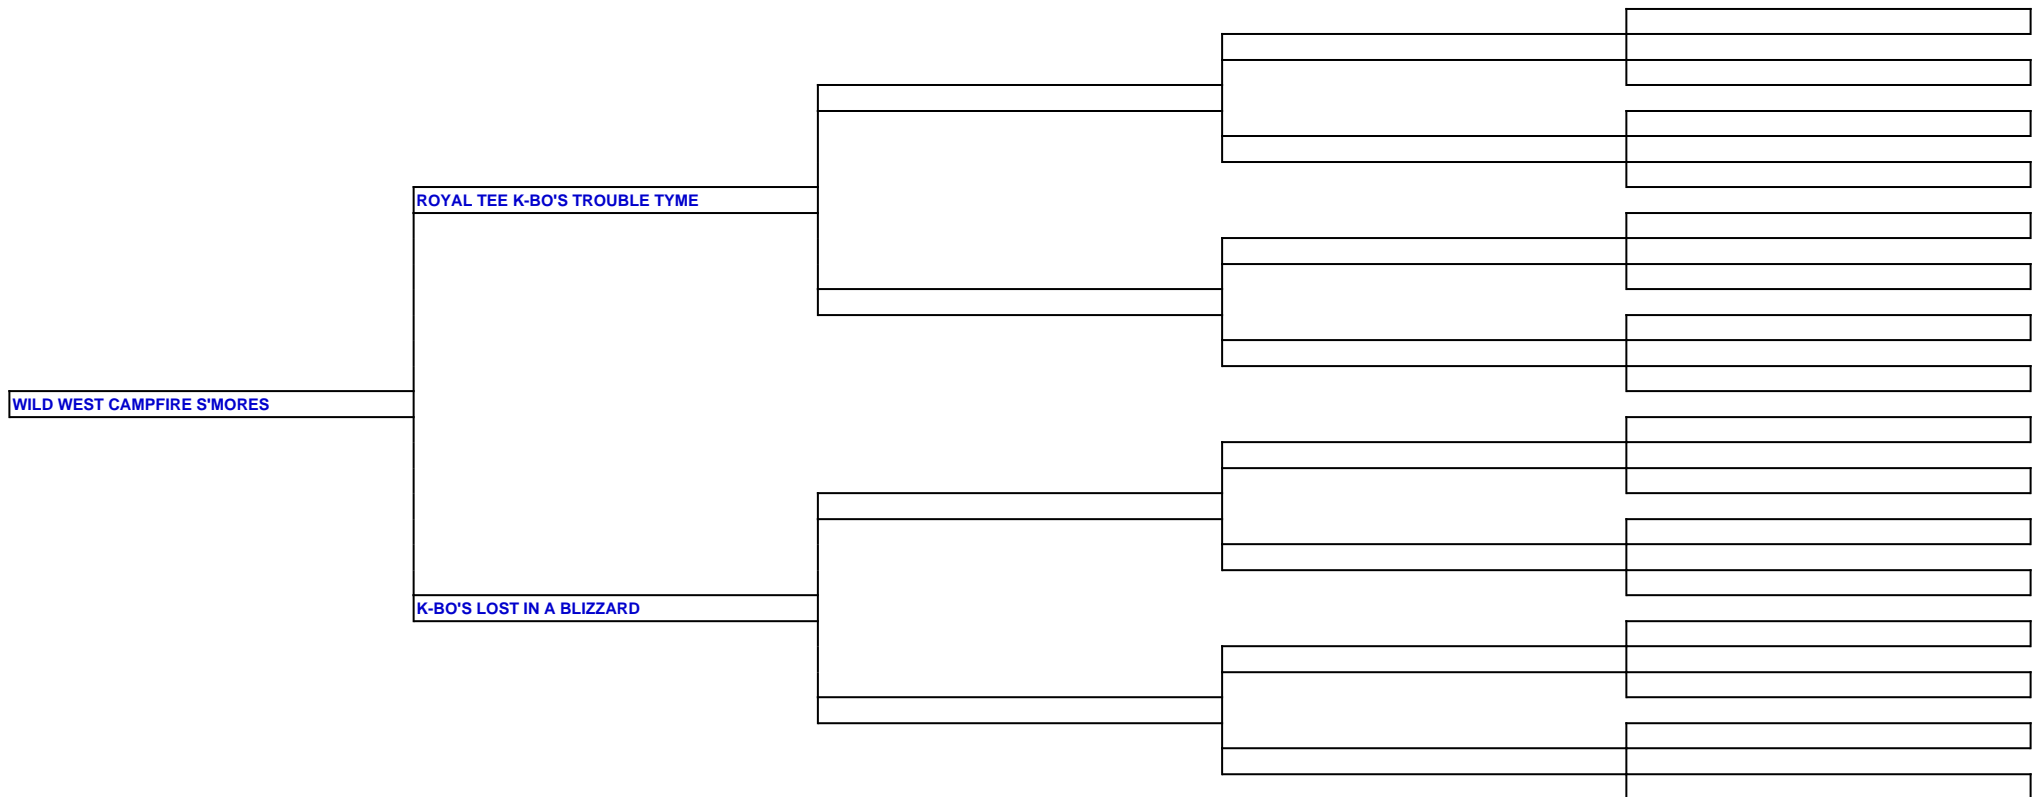 ROYAL TEE K-BO'S TROUBLE TYME
WILD WEST CAMPFIRE S'MORES
K-BO'S LOST IN A BLIZZARD